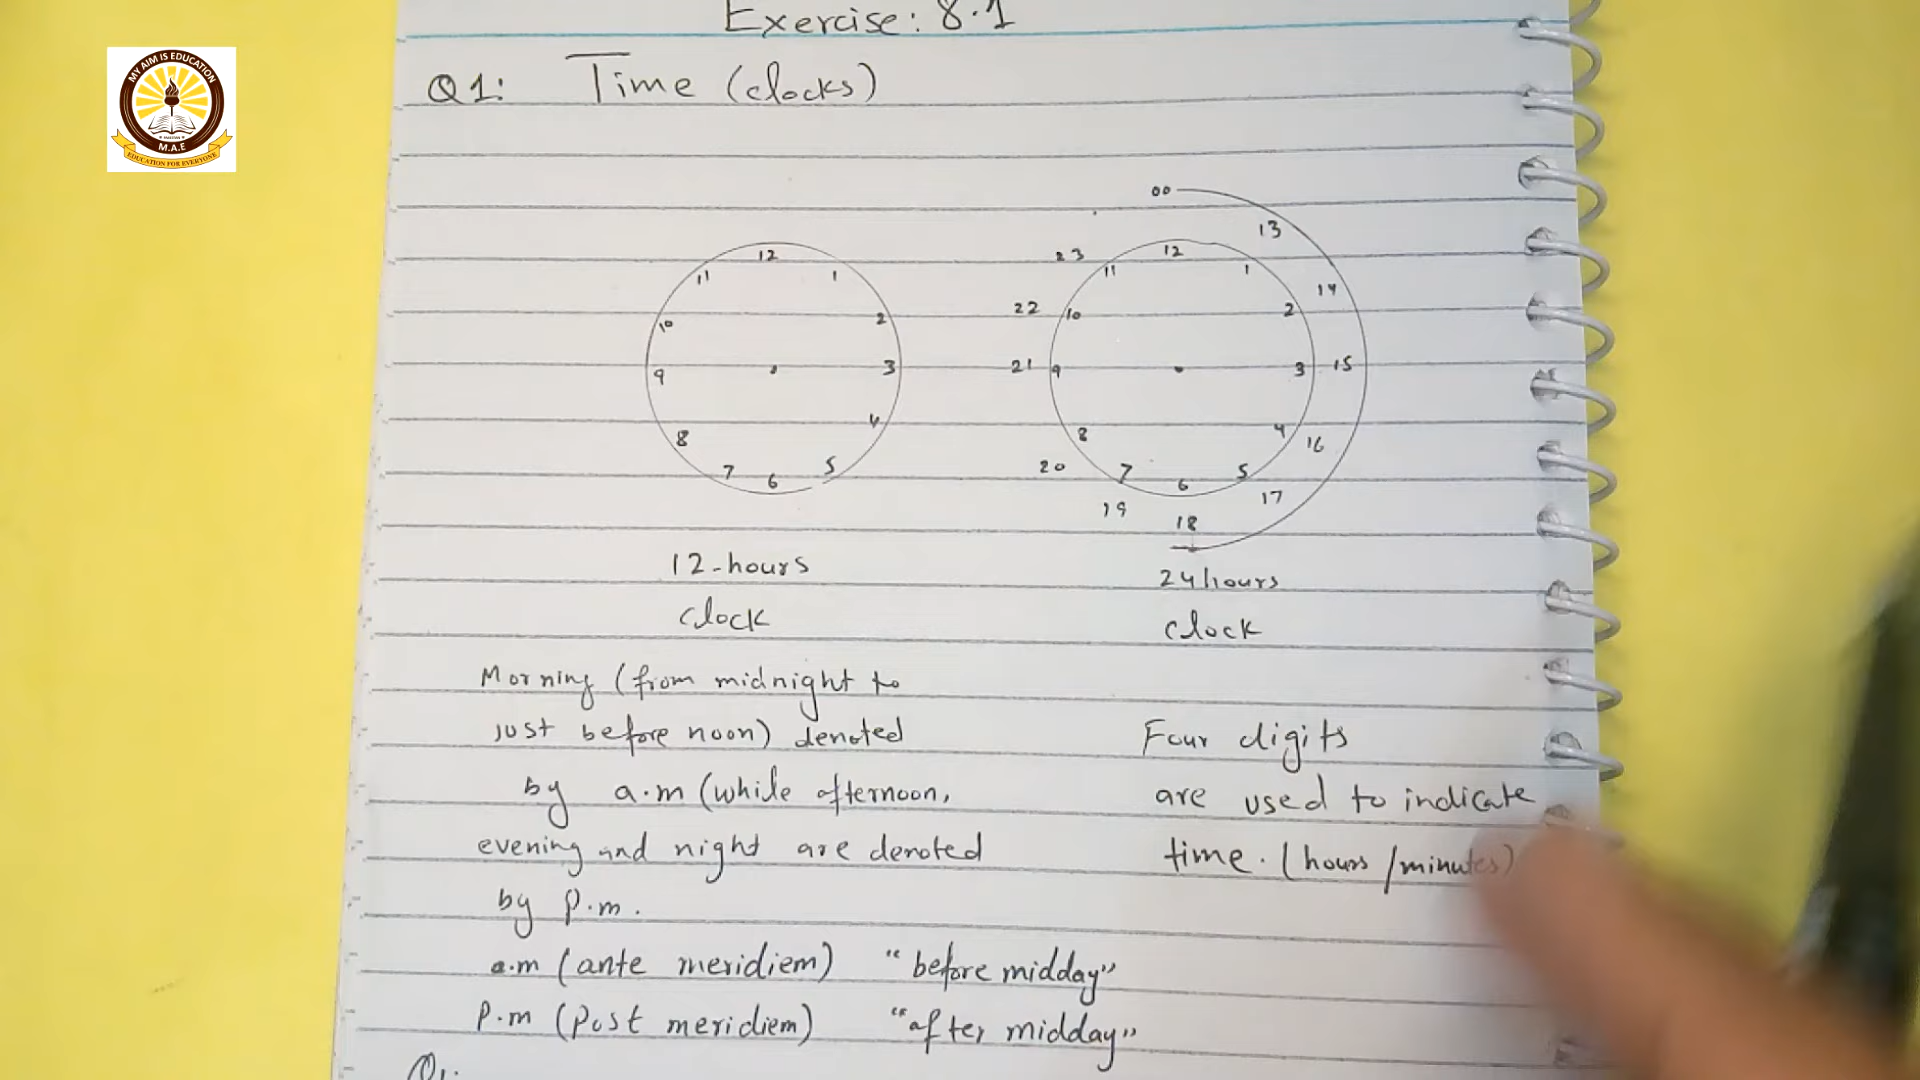 Exercise: 8.1
Q1: Time (clocks)
MY AIM IS EDUCATION
M.A.E
EDUCATION FOR EVERYONE
12
11
1
10
2
9
3
8
4
7
5
6
12-hours
clock
00
13
23
12
11
1
14
22
10
2
21
9
3
15
8
4
16
20
7
5
17
6
19
18
24 hours
clock
Morning (from midnight to
just before noon) denoted
by a.m (while afternoon,
evening and night are denoted
by p.m.
Four digits
are used to indicate
time. (hours/minutes)
a.m (ante meridiem) "before midday"
P.m (Post meridiem) "after midday"